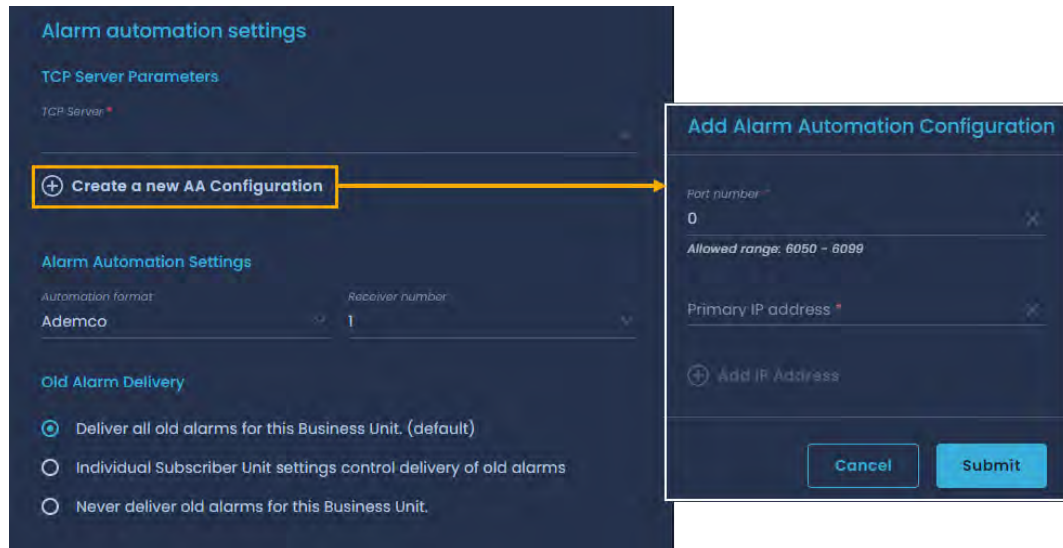 Alarm automation settings
TCP Server Parameters
TCP Server *
Create a new AA Configuration
Alarm Automation Settings
Automation format
Receiver number
Ademco
1
Old Alarm Delivery
Deliver all old alarms for this Business Unit. (default)
Individual Subscriber Unit settings control delivery of old alarms
Never deliver old alarms for this Business Unit.
Add Alarm Automation Configuration
Port number *
0
Allowed range: 6050 - 6099
Primary IP address *
Add IP Address
Cancel
Submit